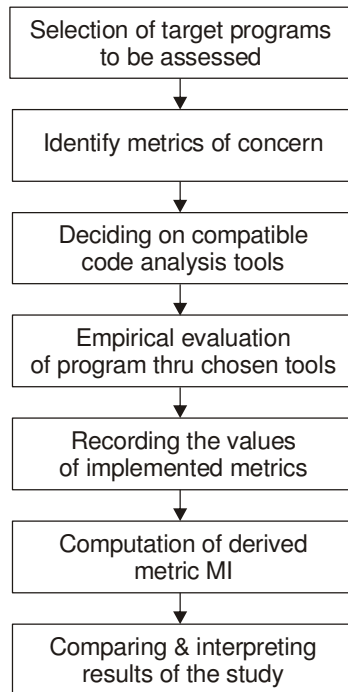 Selection of target programs
to be assessed
Identify metrics of concern
Deciding on compatible
code analysis tools
Empirical evaluation
of program thru chosen tools
Recording the values
of implemented metrics
Computation of derived
metric MI
Comparing & interpreting
results of the study